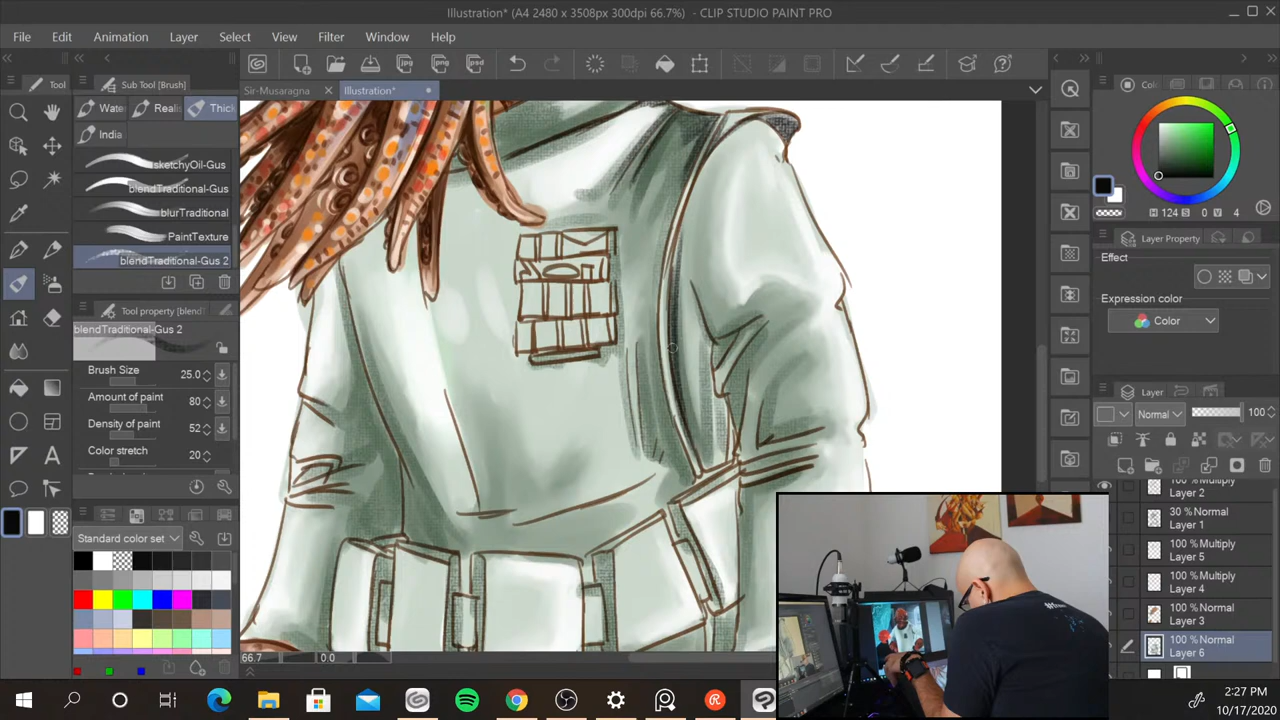 Illustration* (A4 2480 x 3508px 300dpi 66.7%) - CLIP STUDIO PAINT PRO
File Edit Animation Layer Select View Filter Window Help
Tool
Sub Tool [Brush]
Sir-Musaragna
Illustration*
Wate
Reali
Thick
India
sketchyOil-Gus
blendTraditional-Gus
blurTraditional
PaintTexture
blendTraditional-Gus 2
Tool property [blend
blendTraditional-Gus 2
Brush Size 25.0
Amount of paint 80
Density of paint 52
Color stretch 20
Standard color set
66.7 0.0
H 124 S 0 V 4
Layer Property
Effect
Expression color
Color
Layer
Normal 100
100 % Multiply
Layer 2
30 % Normal
Layer 1
100 % Multiply
Layer 5
100 % Multiply
Layer 4
100 % Normal
Layer 3
100 % Normal
Layer 6
2:27 PM
10/17/2020